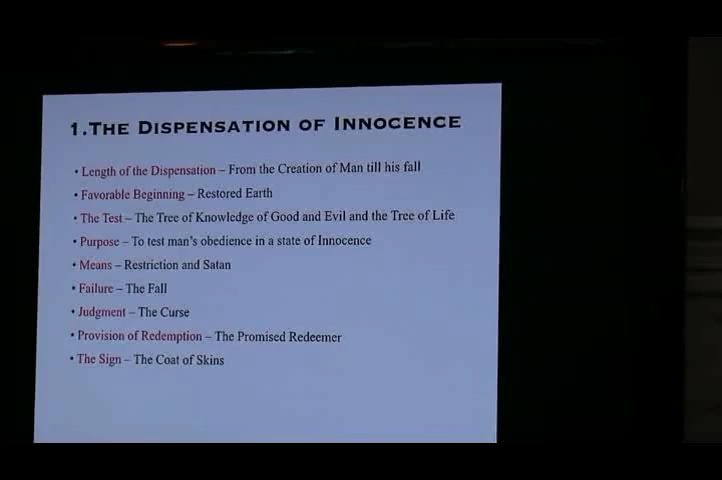 1.THE DISPENSATION OF INNOCENCE
• Length of the Dispensation – From the Creation of Man till his fall
• Favorable Beginning – Restored Earth
• The Test – The Tree of Knowledge of Good and Evil and the Tree of Life
• Purpose – To test man's obedience in a state of Innocence
• Means – Restriction and Satan
• Failure – The Fall
• Judgment – The Curse
• Provision of Redemption – The Promised Redeemer
• The Sign – The Coat of Skins